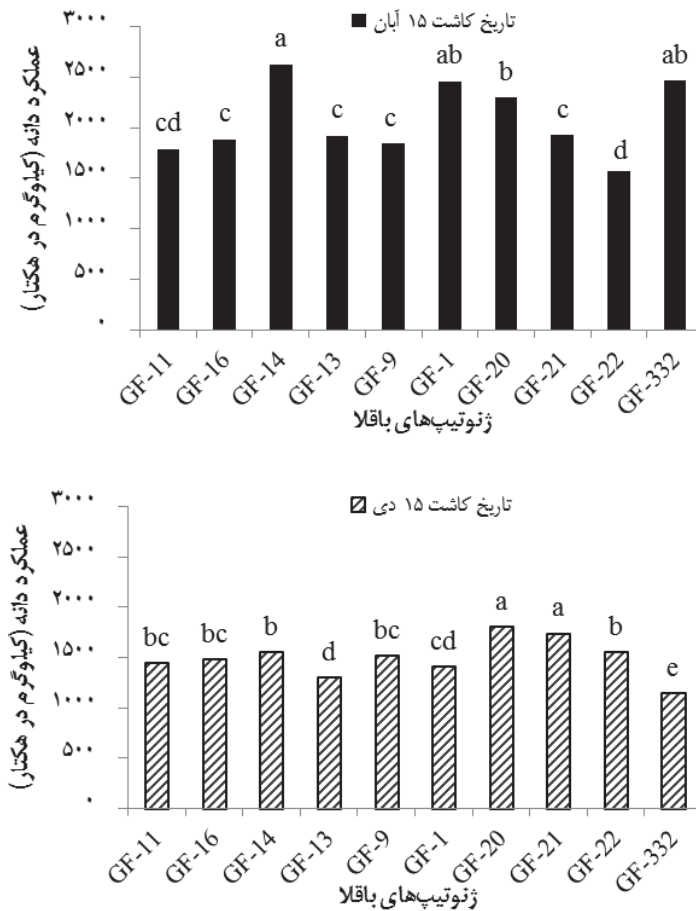 تاریخ کاشت ۱۵ آبان
عملکرد دانه (کیلوگرم در هکتار)
۳۰۰۰
۲۵۰۰
۲۰۰۰
۱۵۰۰
۱۰۰۰
۵۰۰
۰
cd c a c c ab b c d ab
GF-11 GF-16 GF-14 GF-13 GF-9 GF-1 GF-20 GF-21 GF-22 GF-332
ژنوتیپ‌های باقلا
تاریخ کاشت ۱۵ دی
عملکرد دانه (کیلوگرم در هکتار)
۳۰۰۰
۲۵۰۰
۲۰۰۰
۱۵۰۰
۱۰۰۰
۵۰۰
۰
bc bc b d bc cd a a b e
GF-11 GF-16 GF-14 GF-13 GF-9 GF-1 GF-20 GF-21 GF-22 GF-332
ژنوتیپ‌های باقلا